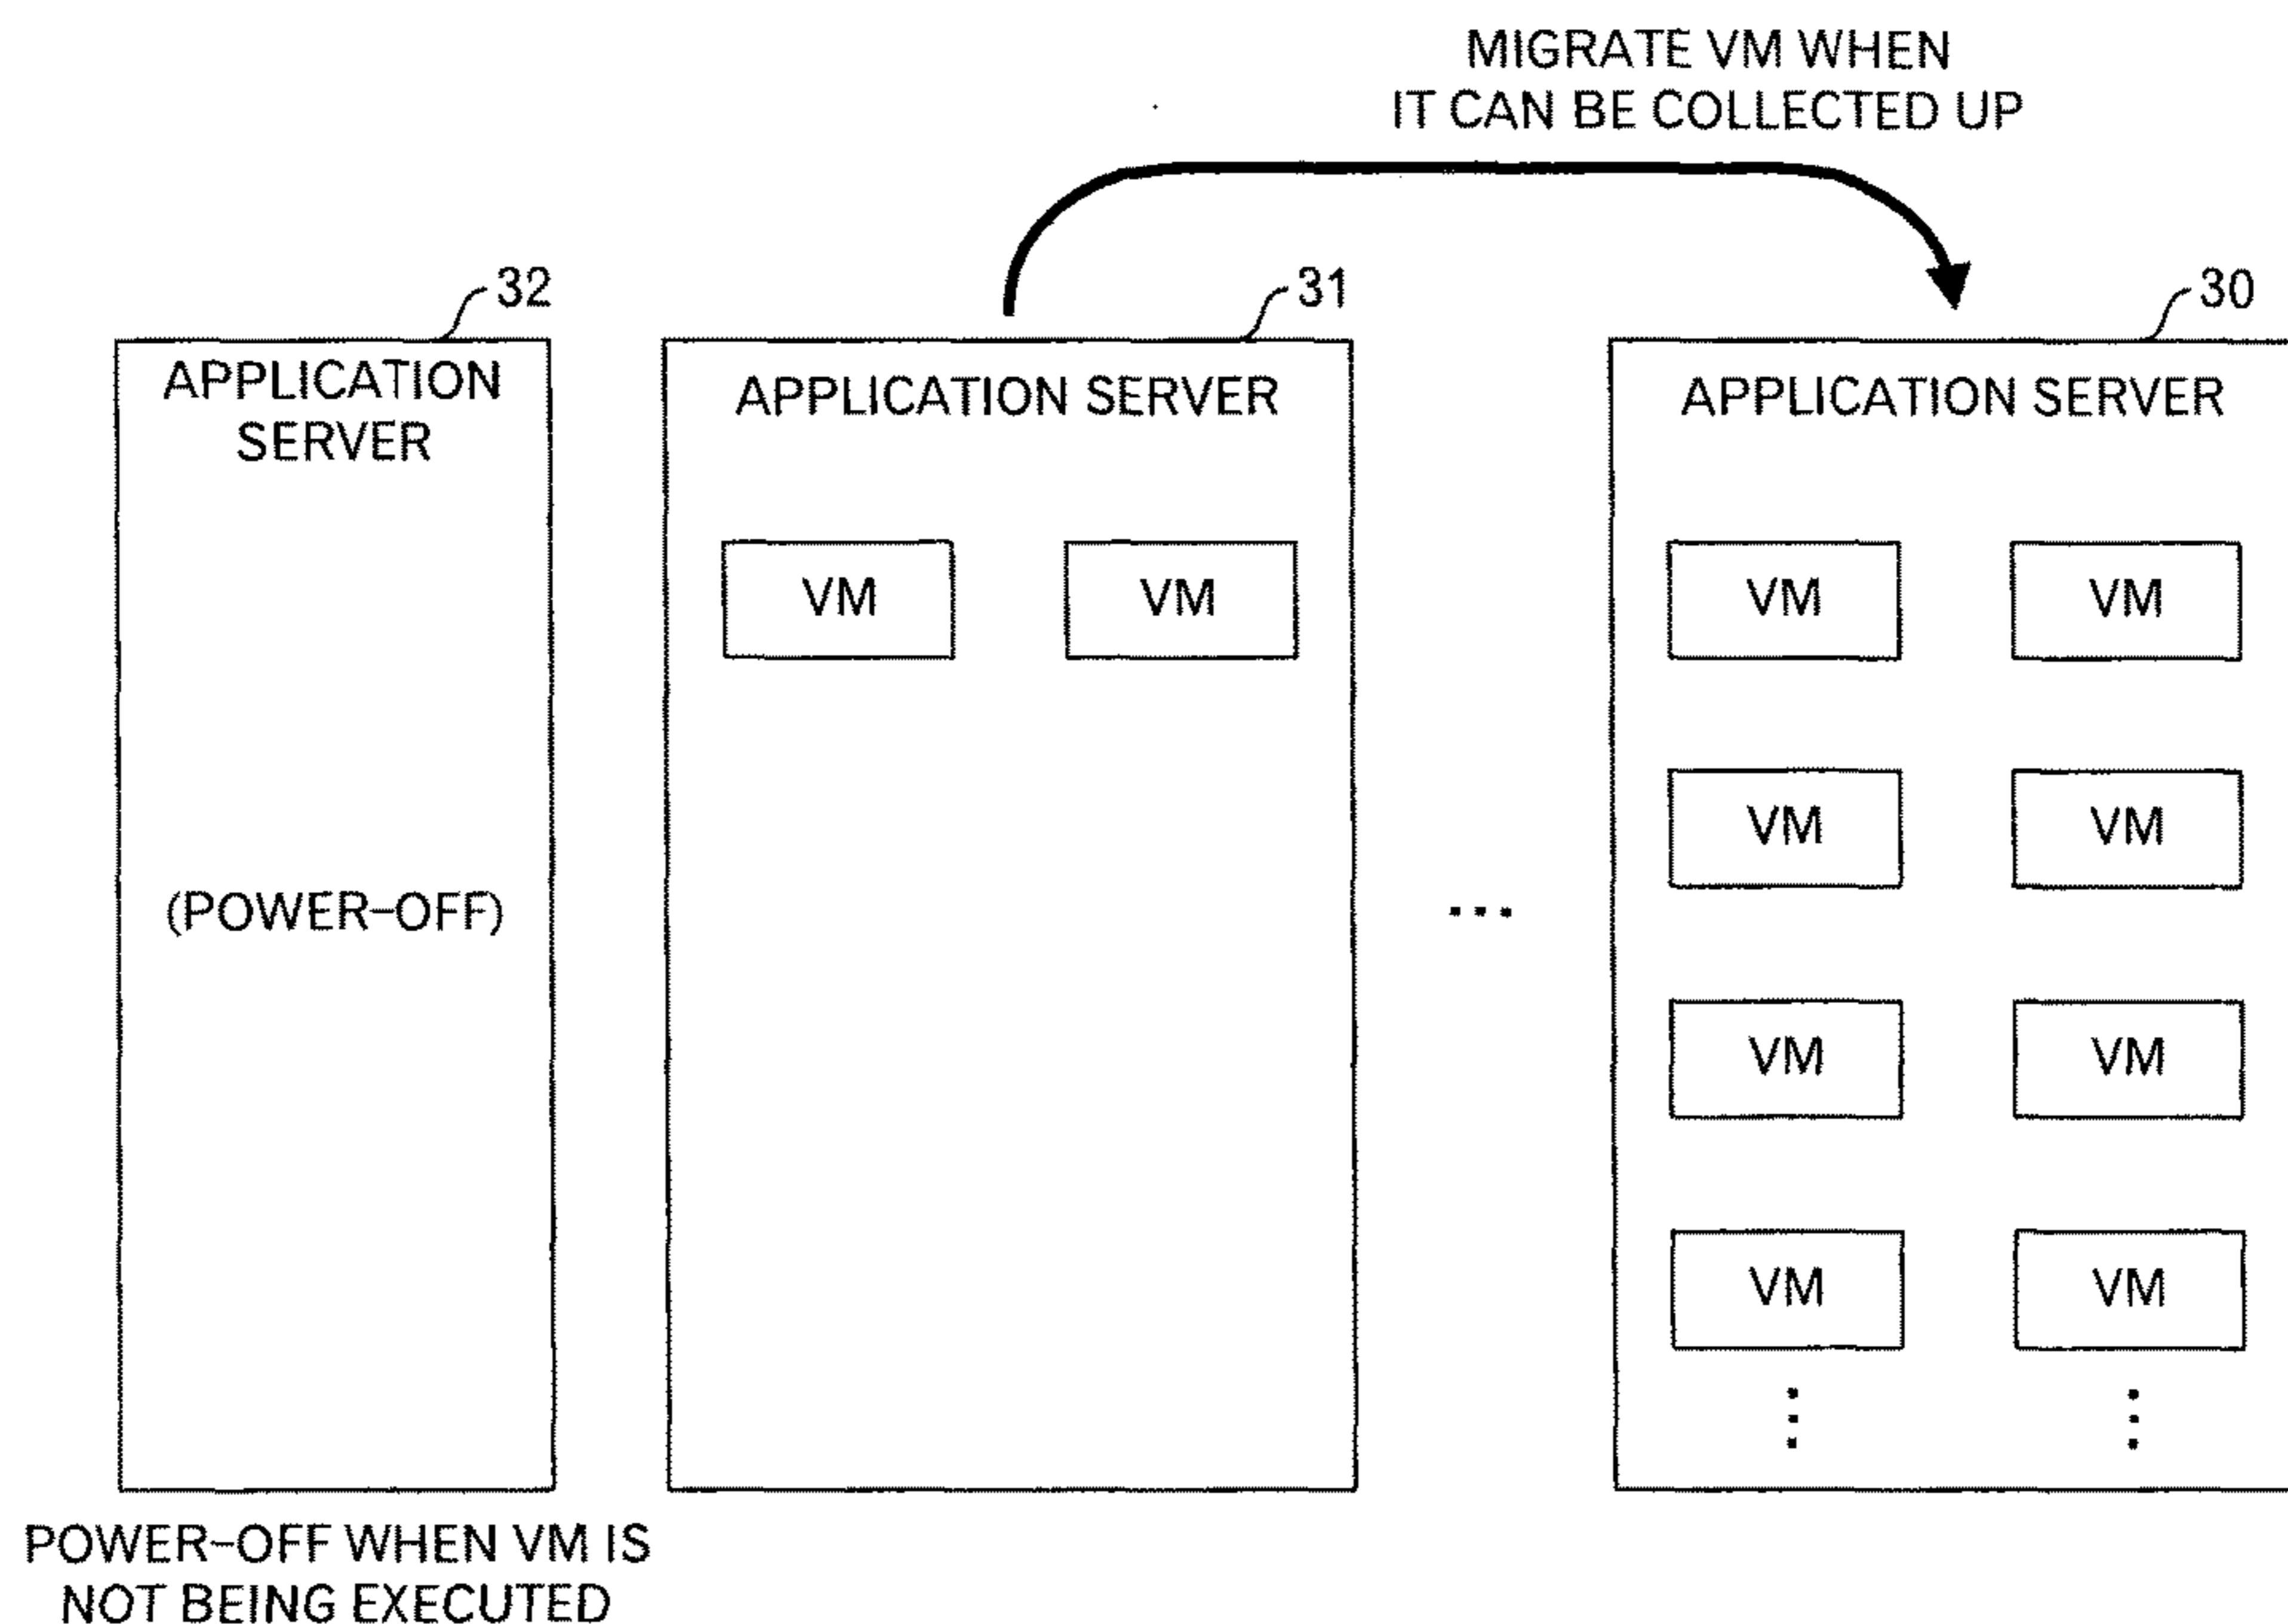 MIGRATE VM WHEN
IT CAN BE COLLECTED UP
32
31
30
APPLICATION
SERVER
APPLICATION SERVER
APPLICATION SERVER
VM
VM
VM
VM
VM
VM
(POWER-OFF)
...
VM
VM
VM
VM
⋮
⋮
POWER-OFF WHEN VM IS
NOT BEING EXECUTED